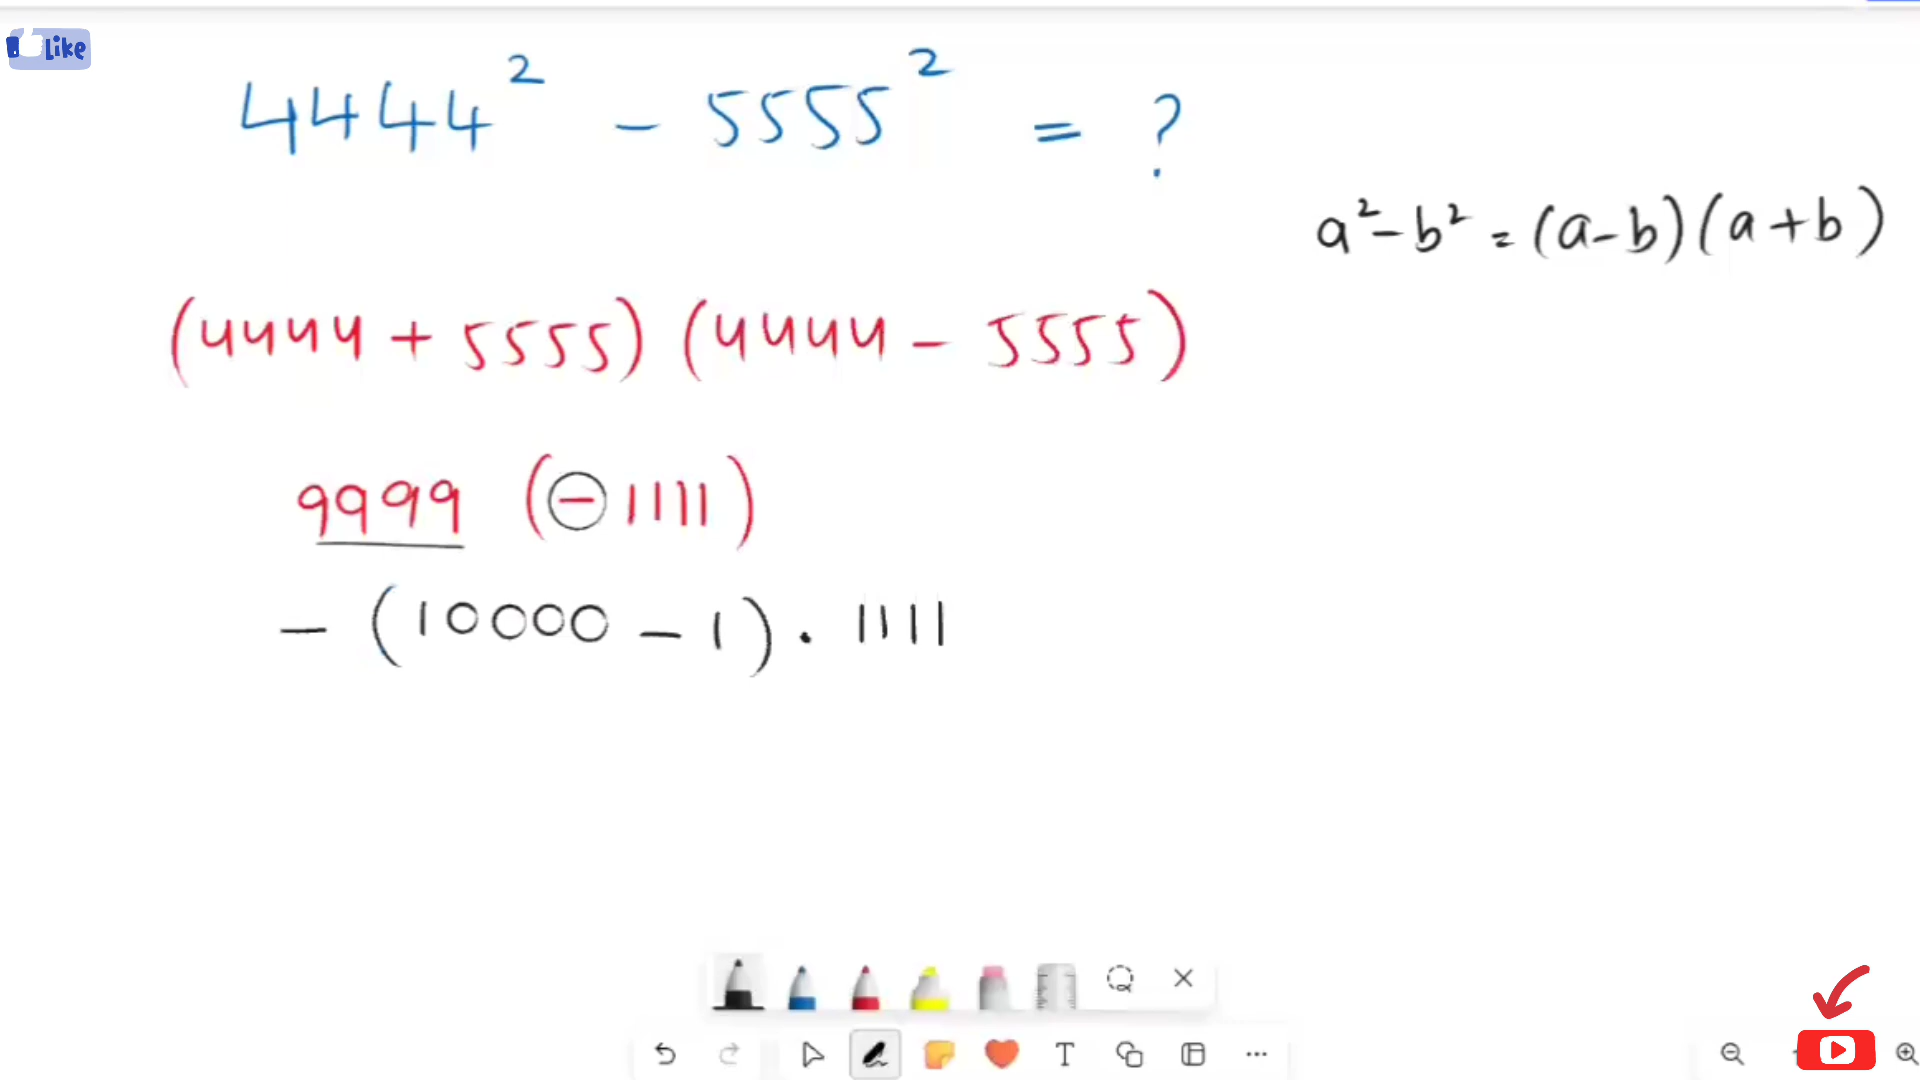 Like
4444² - 5555² = ?
a² - b² = (a-b)(a+b)
(4444 + 5555) (4444 - 5555)
9999 (-1111)
- (10000 - 1) · 1111
T